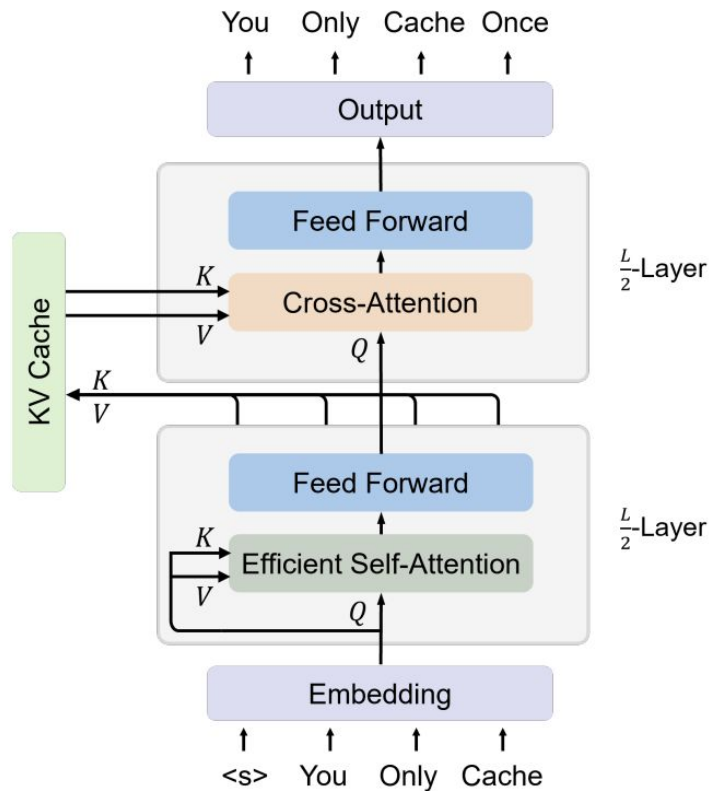 You Only Cache Once
Output
Feed Forward
K
Cross-Attention
V
Q
L/2-Layer
KV Cache
K
V
Feed Forward
K
Efficient Self-Attention
V
Q
L/2-Layer
Embedding
<s> You Only Cache